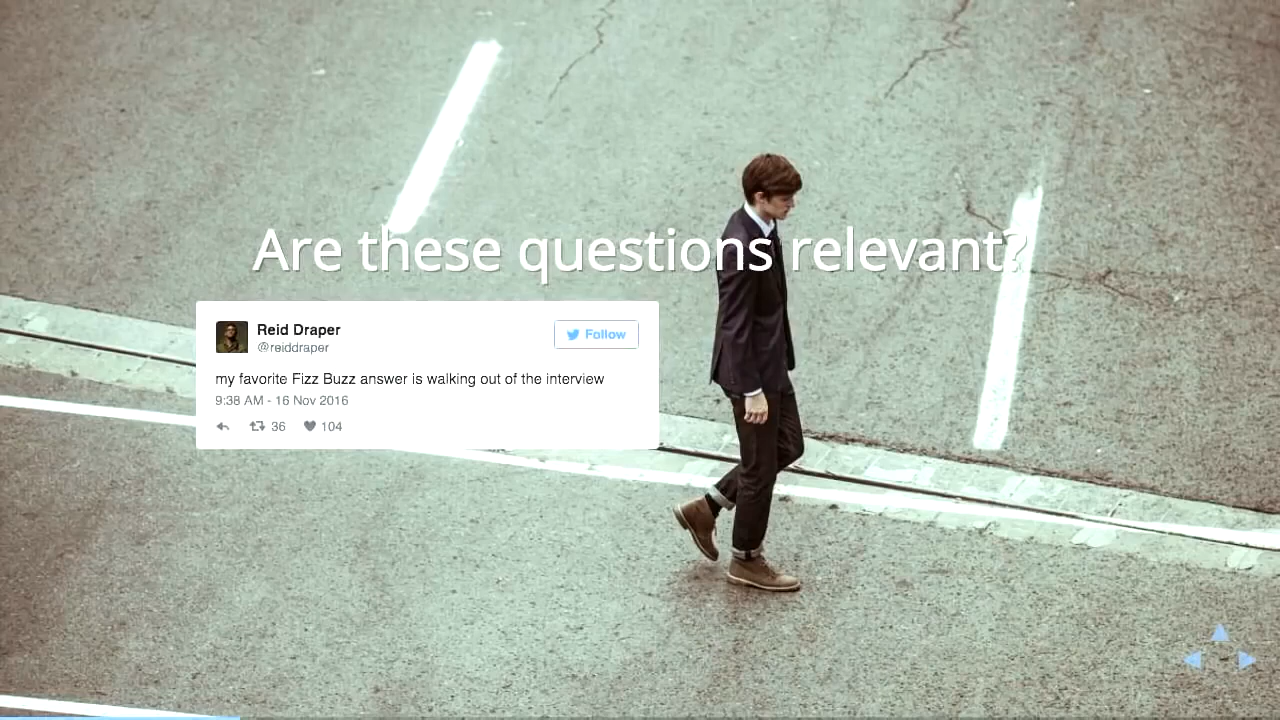 Are these questions relevant?
Reid Draper
@reiddraper
Follow
my favorite Fizz Buzz answer is walking out of the interview
9:38 AM - 16 Nov 2016
36 104